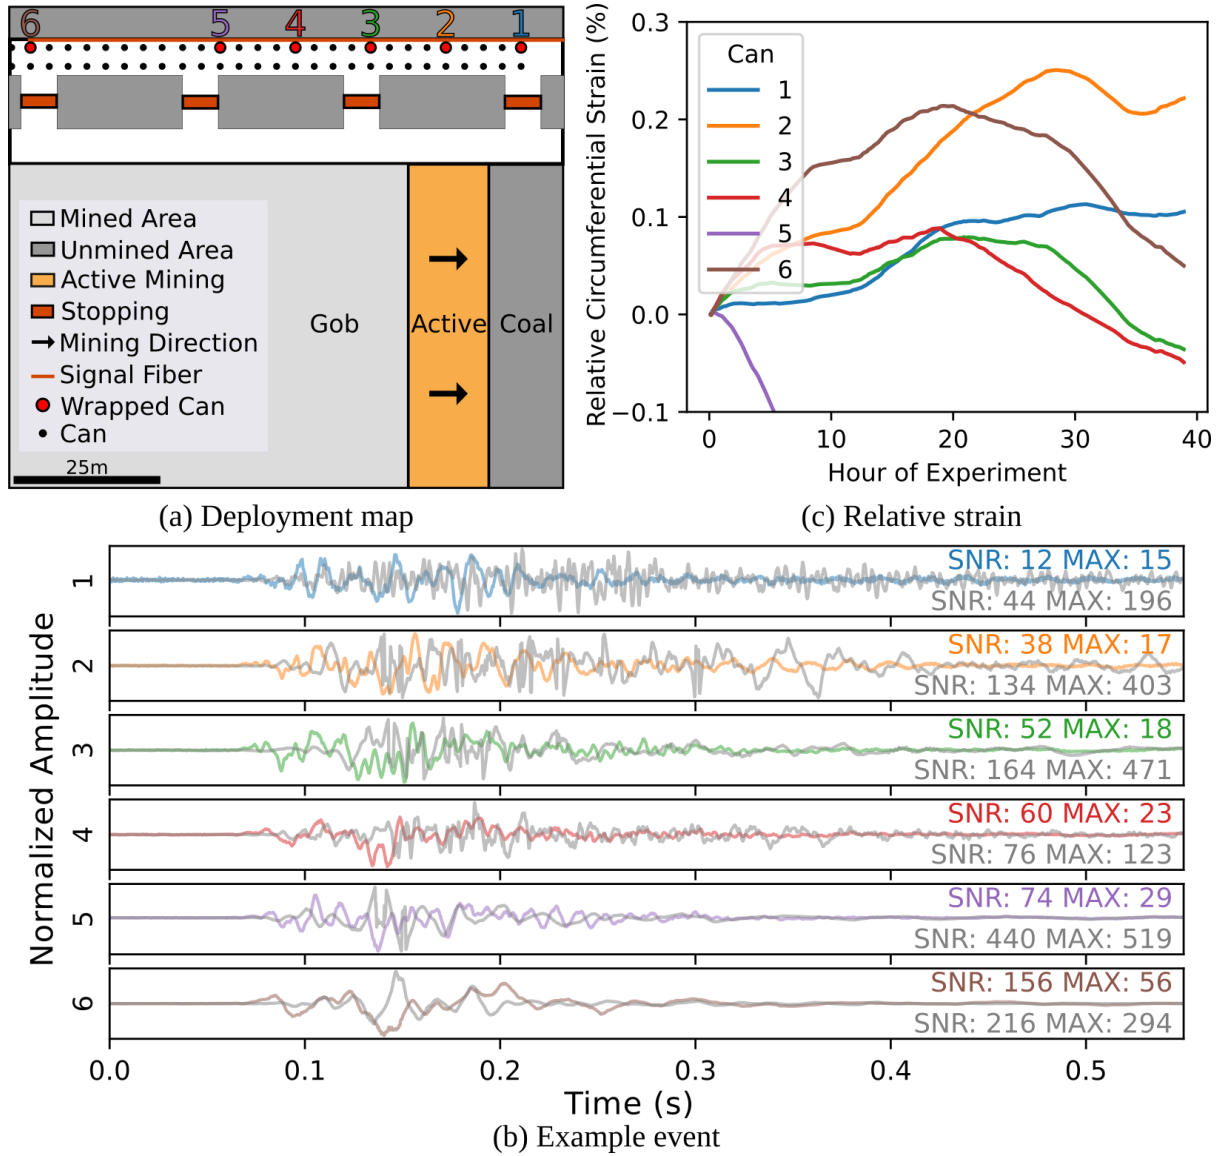 6 5 4 3 2 1
Mined Area
Unmined Area
Active Mining
Stopping
Mining Direction
Signal Fiber
Wrapped Can
Can
25m
Gob
Active
Coal
(a) Deployment map
Relative Circumferential Strain (%)
0.3
0.2
0.1
0.0
−0.1
Can
1
2
3
4
5
6
0 10 20 30 40
Hour of Experiment
(c) Relative strain
Normalized Amplitude
1
SNR: 12 MAX: 15
SNR: 44 MAX: 196
2
SNR: 38 MAX: 17
SNR: 134 MAX: 403
3
SNR: 52 MAX: 18
SNR: 164 MAX: 471
4
SNR: 60 MAX: 23
SNR: 76 MAX: 123
5
SNR: 74 MAX: 29
SNR: 440 MAX: 519
6
SNR: 156 MAX: 56
SNR: 216 MAX: 294
0.0 0.1 0.2 0.3 0.4 0.5
Time (s)
(b) Example event